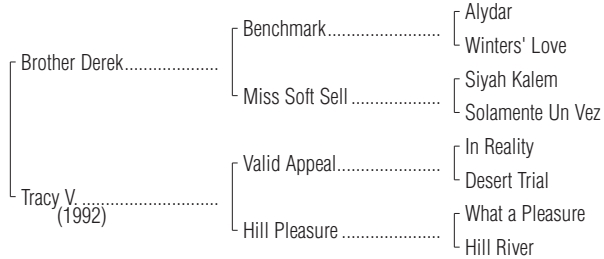 Alydar
Benchmark.......................
Winters' Love
Brother Derek...................
Siyah Kalem
Miss Soft Sell ..................
Solamente Un Vez
In Reality
Valid Appeal.....................
Desert Trial
Tracy V. ............................
(1992)
What a Pleasure
Hill Pleasure ....................
Hill River